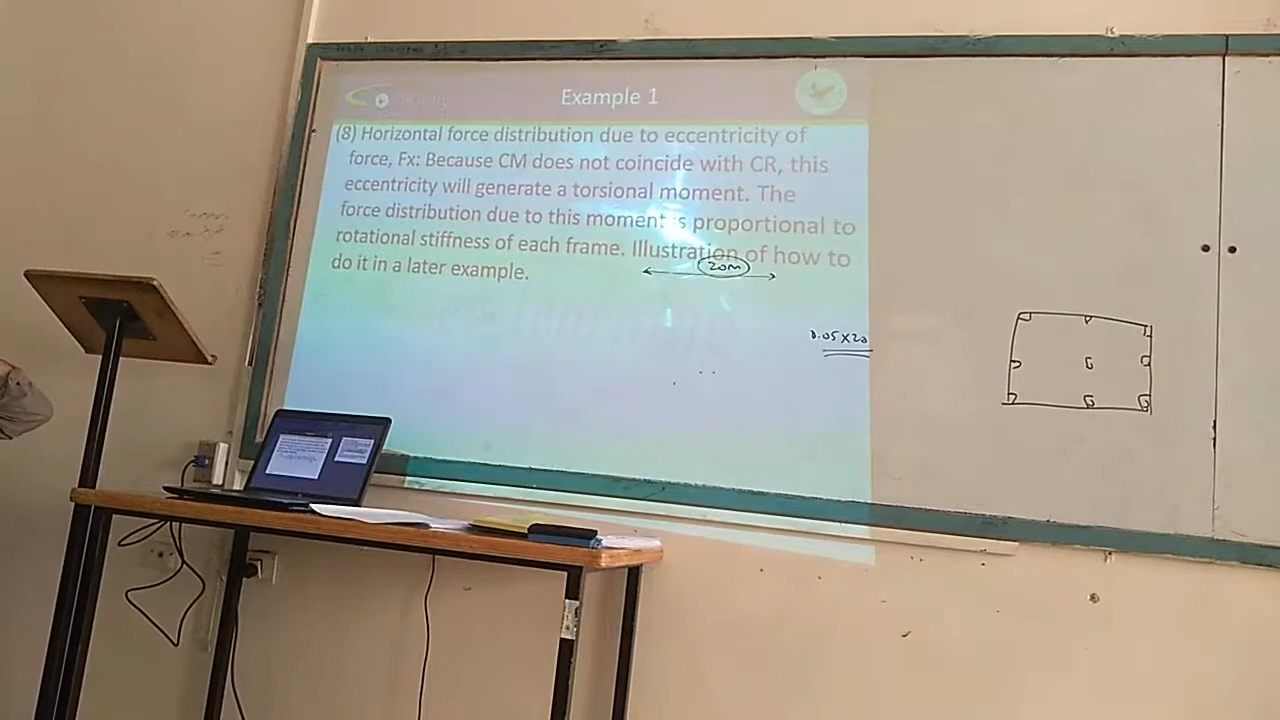 Example 1
(8) Horizontal force distribution due to eccentricity of
force, Fx: Because CM does not coincide with CR, this
eccentricity will generate a torsional moment. The
force distribution due to this moment is proportional to
rotational stiffness of each frame. Illustration of how to
do it in a later example.
20m
0.05 x 20